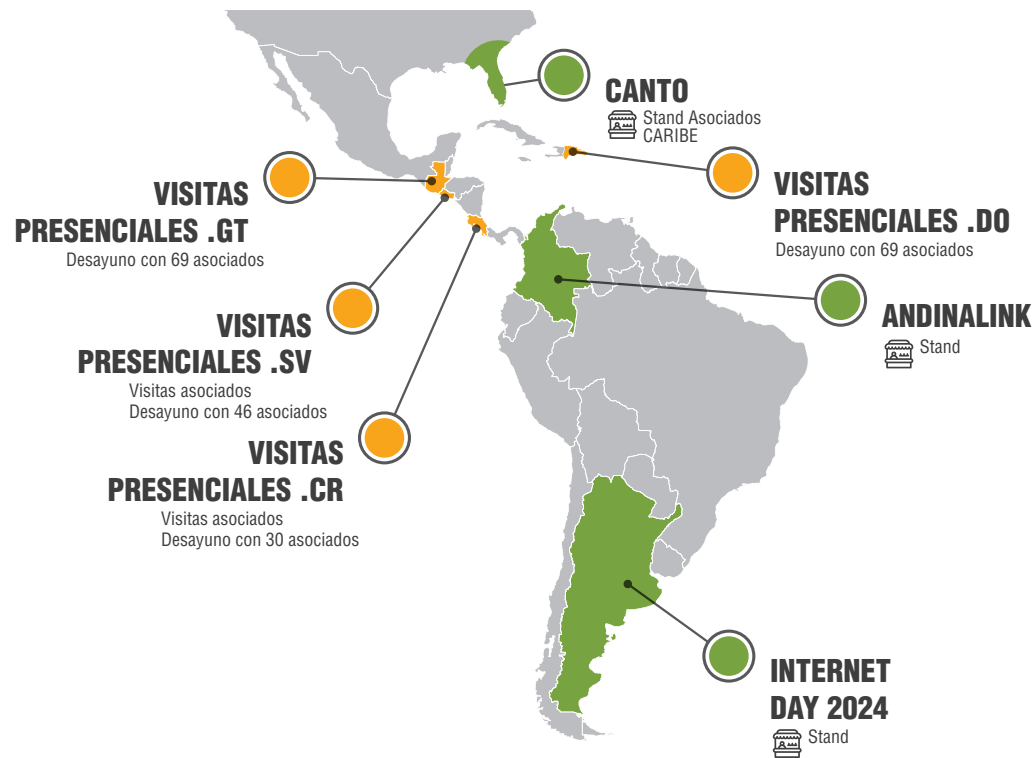 CANTO
Stand Asociados
CARIBE
VISITAS
PRESENCIALES .GT
Desayuno con 69 asociados
VISITAS
PRESENCIALES .DO
Desayuno con 69 asociados
VISITAS
PRESENCIALES .SV
Visitas asociados
Desayuno con 46 asociados
ANDINALINK
Stand
VISITAS
PRESENCIALES .CR
Visitas asociados
Desayuno con 30 asociados
INTERNET
DAY 2024
Stand